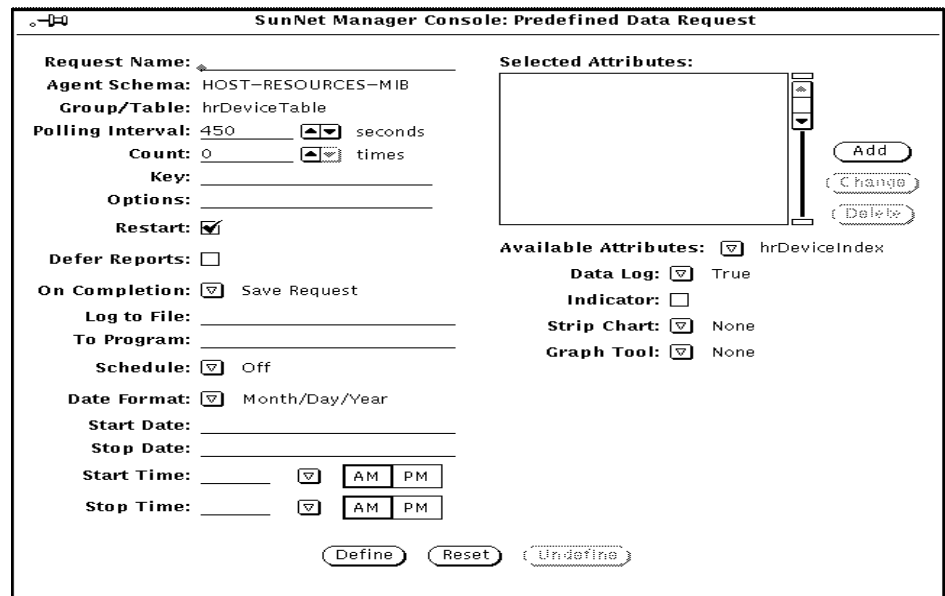 SunNet Manager Console: Predefined Data Request
Request Name:
Agent Schema: HOST-RESOURCES-MIB
Group/Table: hrDeviceTable
Polling Interval: 450 seconds
Count: 0 times
Key:
Options:
Restart:
Defer Reports:
On Completion: Save Request
Log to File:
To Program:
Schedule: Off
Date Format: Month/Day/Year
Start Date:
Stop Date:
Start Time: AM PM
Stop Time: AM PM
Selected Attributes:
Add
Change
Delete
Available Attributes: hrDeviceIndex
Data Log: True
Indicator:
Strip Chart: None
Graph Tool: None
Define Reset Undefine